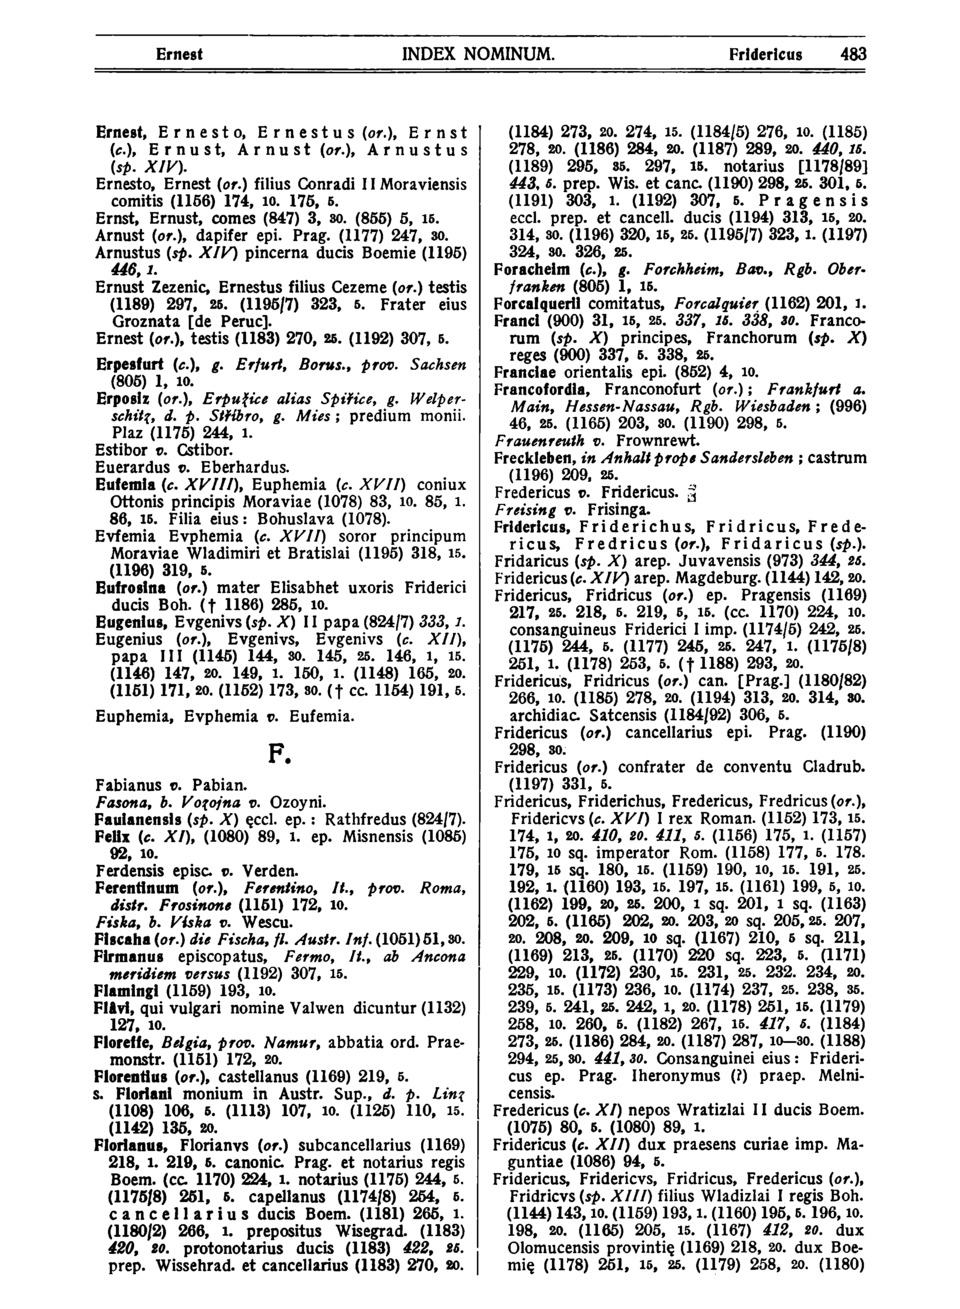 Ernest INDEX NOMINUM. Fridericus 483
Ernest, Ernesto, Ernestus (or.), Ernst
(c.), Ernust, Arnust (or.), Arnustus
(sp. XIV).
Ernesto, Ernest (or.) filius Conradi II Moraviensis
comitis (1156) 174, 10. 175, 5.
Ernst, Ernust, comes (847) 3, 30. (855) 5, 15.
Arnust (or.), dapifer epi. Prag. (1177) 247, 30.
Arnustus (sp. XIV) pincerna ducis Boemie (1195)
446, 1.
Ernust Zezenic, Ernestus filius Cezeme (or.) testis
(1189) 297, 25. (1195/7) 323, 5. Frater eius
Groznata [de Peruc].
Ernest (or.), testis (1183) 270, 25. (1192) 307, 5.
Erpesfurt (c.), g. Erfurt, Borus., prov. Sachsen
(805) 1, 10.
Erposiz (or.), Erpužice alias Spiřice, g. Welper-
schitz, d. p. Stříbro, g. Mies; predium monii.
Plaz (1175) 244, 1.
Estibor v. Cstibor.
Euerardus v. Eberhardus.
Eufemia (c. XVIII), Euphemia (c. XVII) coniux
Ottonis principis Moraviae (1078) 83, 10. 85, 1.
86, 15. Filia eius: Bohuslava (1078).
Evfemia Evphemia (c. XVII) soror principum
Moraviae Wladimiri et Bratislai (1195) 318, 15.
(1196) 319, 5.
Eufrosina (or.) mater Elisabhet uxoris Friderici
ducis Boh. († 1186) 285, 10.
Eugenius, Evgenivs (sp. X) II papa (824/7) 333, 1.
Eugenius (or.), Evgenivs, Evgenivs (c. XII),
papa III (1145) 144, 30. 145, 25. 146, 1, 15.
(1146) 147, 20. 149, 1. 150, 1. (1148) 165, 20.
(1151) 171, 20. (1152) 173, 30. († cc. 1154) 191, 5.
Euphemia, Evphemia v. Eufemia.
F.
Fabianus v. Pabian.
Fasona, b. Vozojna v. Ozoyni.
Faulanensis (sp. X) ęccl. ep.: Rathfredus (824/7).
Felix (c. XI), (1080) 89, 1. ep. Misnensis (1085)
92, 10.
Ferdensis episc. v. Verden.
Ferentinum (or.), Ferentino, It., prov. Roma,
distr. Frosinone (1151) 172, 10.
Fiska, b. Viska v. Wescu.
Fiscaha (or.) die Fischa, fl. Austr. Inf. (1051) 51, 30.
Firmanus episcopatus, Fermo, It., ab Ancona
meridiem versus (1192) 307, 15.
Flamingi (1159) 193, 10.
Flavi, qui vulgari nomine Valwen dicuntur (1132)
127, 10.
Floreffe, Belgia, prov. Namur, abbatia ord. Prae-
monstr. (1151) 172, 20.
Florentius (or.), castellanus (1169) 219, 5.
s. Floriani monium in Austr. Sup., d. p. Linz
(1108) 106, 5. (1113) 107, 10. (1125) 110, 15.
(1142) 135, 20.
Florianus, Florianvs (or.) subcancellarius (1169)
218, 1. 219, 5. canonic. Prag. et notarius regis
Boem. (cc. 1170) 224, 1. notarius (1175) 244, 5.
(1175/8) 251, 5. capellanus (1174/8) 254, 5.
cancellarius ducis Boem. (1181) 265, 1.
(1180/2) 266, 1. prepositus Wisegrad. (1183)
420, 20. protonotarius ducis (1183) 422, 25.
prep. Wissehrad. et cancellarius (1183) 270, 20.
(1184) 273, 20. 274, 15. (1184/5) 276, 10. (1185)
278, 20. (1186) 284, 20. (1187) 289, 20. 440, 15.
(1189) 295, 35. 297, 15. notarius [1178/89]
443, 5. prep. Wis. et canc. (1190) 298, 25. 301, 5.
(1191) 303, 1. (1192) 307, 5. Pragensis
eccl. prep. et cancell. ducis (1194) 313, 15, 20.
314, 30. (1196) 320, 15, 25. (1195/7) 323, 1. (1197)
324, 30. 326, 25.
Foracheim (c.), g. Forchheim, Bav., Rgb. Ober-
franken (805) 1, 15.
Forcalquerii comitatus, Forcalquier (1162) 201, 1.
Franci (900) 31, 15, 25. 337, 15. 338, 30. Franco-
rum (sp. X) principes, Franchorum (sp. X)
reges (900) 337, 5. 338, 25.
Franciae orientalis epi. (852) 4, 10.
Francofordia, Franconofurt (or.); Frankfurt a.
Main, Hessen-Nassau, Rgb. Wiesbaden; (996)
46, 25. (1165) 203, 30. (1190) 298, 5.
Frauenreuth v. Frownrewt.
Freckleben, in Anhalt prope Sandersleben; castrum
(1196) 209, 25.
Fredericus v. Fridericus.
Freising v. Frisinga.
Fridericus, Friderichus, Fridricus, Frede-
ricus, Fredricus (or.), Fridaricus (sp.).
Fridaricus (sp. X) arep. Juvavensis (973) 344, 25.
Fridericus (c. XIV) arep. Magdeburg. (1144) 142, 20.
Fridericus, Fridricus (or.) ep. Pragensis (1169)
217, 25. 218, 5. 219, 5, 15. (cc. 1170) 224, 10.
consanguineus Friderici I imp. (1174/5) 242, 25.
(1175) 244, 5. (1177) 245, 25. 247, 1. (1175/8)
251, 1. (1178) 253, 5. († 1188) 293, 20.
Fridericus, Fridricus (or.) can. [Prag.] (1180/82)
266, 10. (1185) 278, 20. (1194) 313, 20. 314, 30.
archidiac. Satcensis (1184/92) 306, 5.
Fridericus (or.) cancellarius epi. Prag. (1190)
298, 30.
Fridericus (or.) confrater de conventu Cladrub.
(1197) 331, 5.
Fridericus, Friderichus, Fredericus, Fredricus (or.),
Fridericvs (c. XVI) I rex Roman. (1152) 173, 15.
174, 1, 20. 410, 20. 411, 5. (1156) 175, 1. (1157)
175, 10 sq. imperator Rom. (1158) 177, 5. 178.
179, 15 sq. 180, 15. (1159) 190, 10, 15. 191, 25.
192, 1. (1160) 193, 15. 197, 15. (1161) 199, 5, 10.
(1162) 199, 20, 25. 200, 1 sq. 201, 1 sq. (1163)
202, 5. (1165) 202, 20. 203, 20 sq. 205, 25. 207,
20. 208, 20. 209, 10 sq. (1167) 210, 5 sq. 211,
(1169) 213, 25. (1170) 220 sq. 223, 5. (1171)
229, 10. (1172) 230, 15. 231, 25. 232. 234, 20.
235, 15. (1173) 236, 10. (1174) 237, 25. 238, 35.
239, 5. 241, 25. 242, 1, 20. (1178) 251, 15. (1179)
258, 10. 260, 5. (1182) 267, 15. 417, 5. (1184)
273, 25. (1186) 284, 20. (1187) 287, 10—30. (1188)
294, 25, 30. 441, 30. Consanguinei eius: Frideri-
cus ep. Prag. Iheronymus (?) praep. Melni-
censis.
Fredericus (c. XI) nepos Wratizlai II ducis Boem.
(1075) 80, 5. (1080) 89, 1.
Fridericus (c. XII) dux praesens curiae imp. Ma-
guntiae (1086) 94, 5.
Fridericus, Fridericvs, Fridricus, Fredericus (or.),
Fridricvs (sp. XIII) filius Wladizlai I regis Boh.
(1144) 143, 10. (1159) 193, 1. (1160) 195, 5. 196, 10.
198, 20. (1165) 205, 15. (1167) 412, 20. dux
Olomucensis provintię (1169) 218, 20. dux Boe-
mię (1178) 251, 15, 25. (1179) 258, 20. (1180)